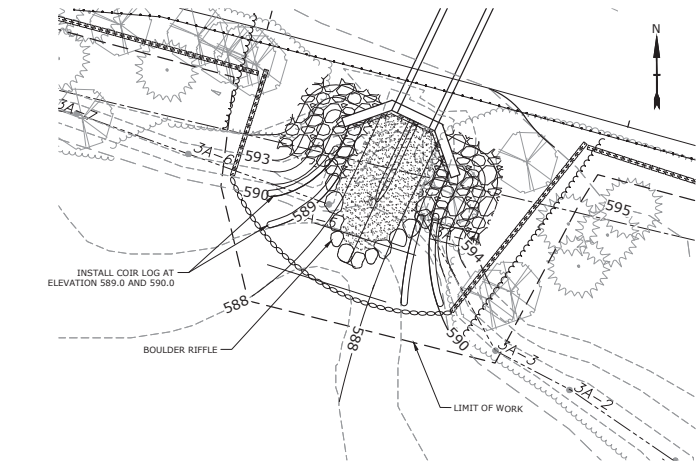 N
3A-7
3A-6
593
590
589
A-6
595
594
INSTALL COIR LOG AT
ELEVATION 589.0 AND 590.0
588
588
590
BOULDER RIFFLE
3A-3
LIMIT OF WORK
3A-2